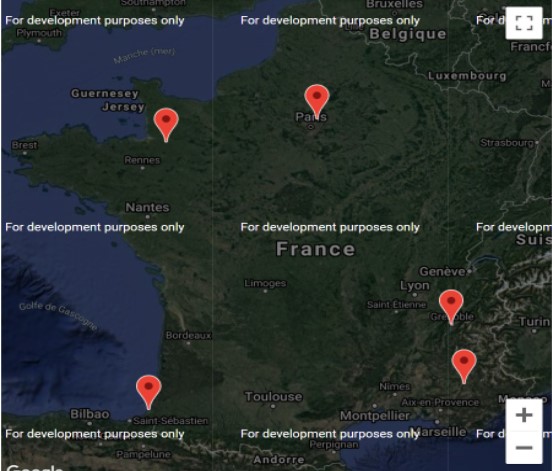 Exeter
Southampton
Bruxelles
For development purposes only
For development purposes only
For d
Plymouth
Belgique
Francf
Manche (mer)
Luxembourg
Guernesey
Jersey
Paris
Brest
Rennes
Strasbourg
Nantes
For development purposes only
For development purposes only
For develop
Suis
France
Genève
Limoges
Lyon
Saint-Étienne
Grenoble
Golfe de Gascogne
Turin
Bordeaux
Nîmes
Toulouse
Aix-en-Provence
Bilbao
Montpellier
Saint-Sébastien
Marseille
For development purposes only
For development purposes only
Perpignan
Pampelune
Andorre
Google